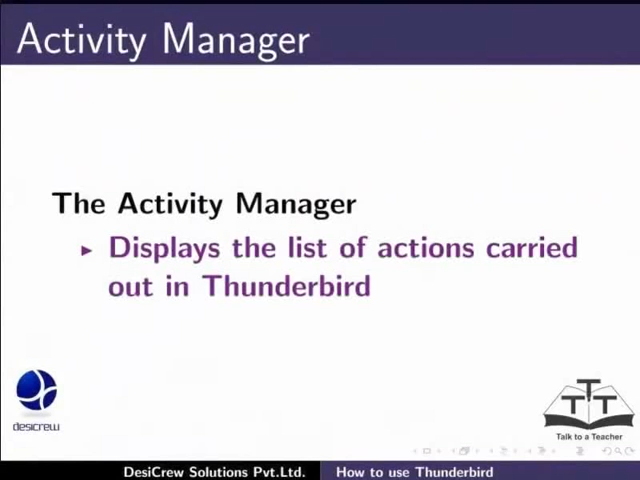 Activity Manager
The Activity Manager
Displays the list of actions carried
out in Thunderbird
desicrew
T T T
Talk to a Teacher
DesiCrew Solutions Pvt.Ltd. How to use Thunderbird